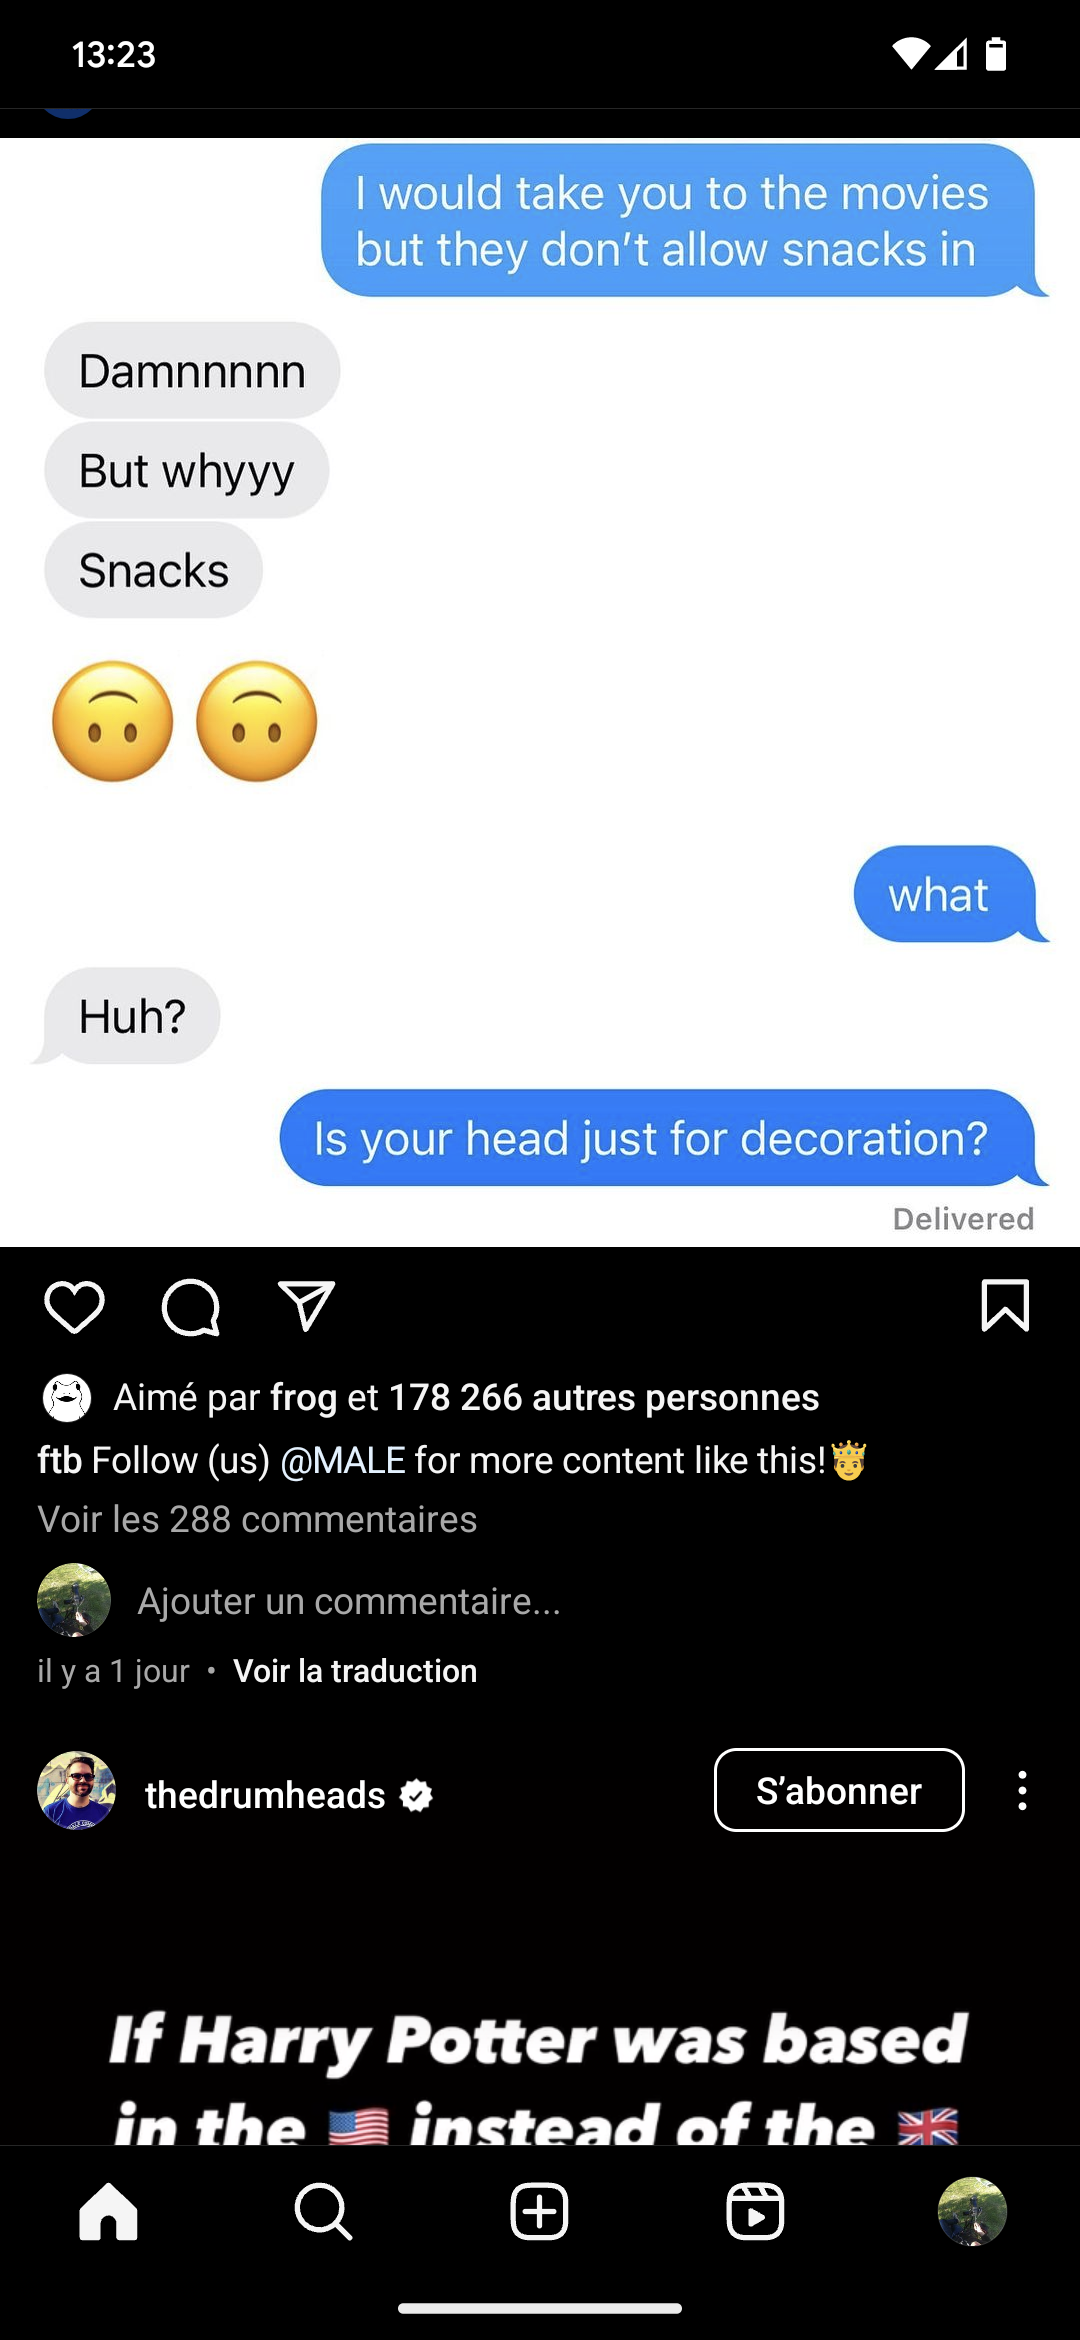 13:23
I would take you to the movies
but they don't allow snacks in
Damnnnnn
But whyyy
Snacks
🙃 🙃
what
Huh?
Is your head just for decoration?
Delivered
Aimé par frog et 178 266 autres personnes
ftb Follow (us) @MALE for more content like this!🤴
Voir les 288 commentaires
Ajouter un commentaire...
il y a 1 jour • Voir la traduction
thedrumheads
S'abonner
If Harry Potter was based
in the 🇺🇸 instead of the 🇬🇧